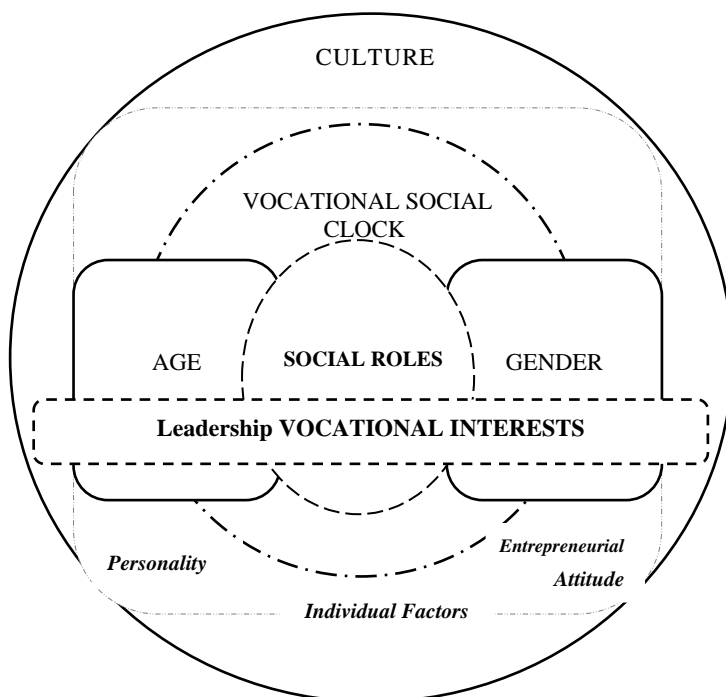 CULTURE
VOCATIONAL SOCIAL
CLOCK
AGE
SOCIAL ROLES
GENDER
Leadership VOCATIONAL INTERESTS
Personality
Entrepreneurial
Attitude
Individual Factors